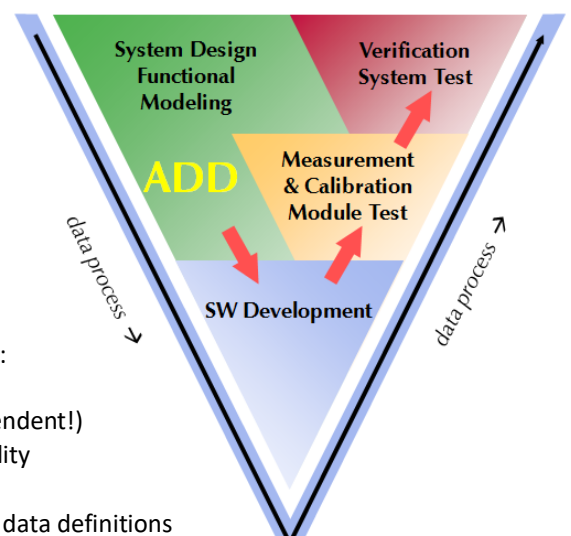 System Design
Functional
Modeling
Verification
System Test
ADD
Measurement
& Calibration
Module Test
SW Development
data process
data process
:
endent!)
lity
data definitions